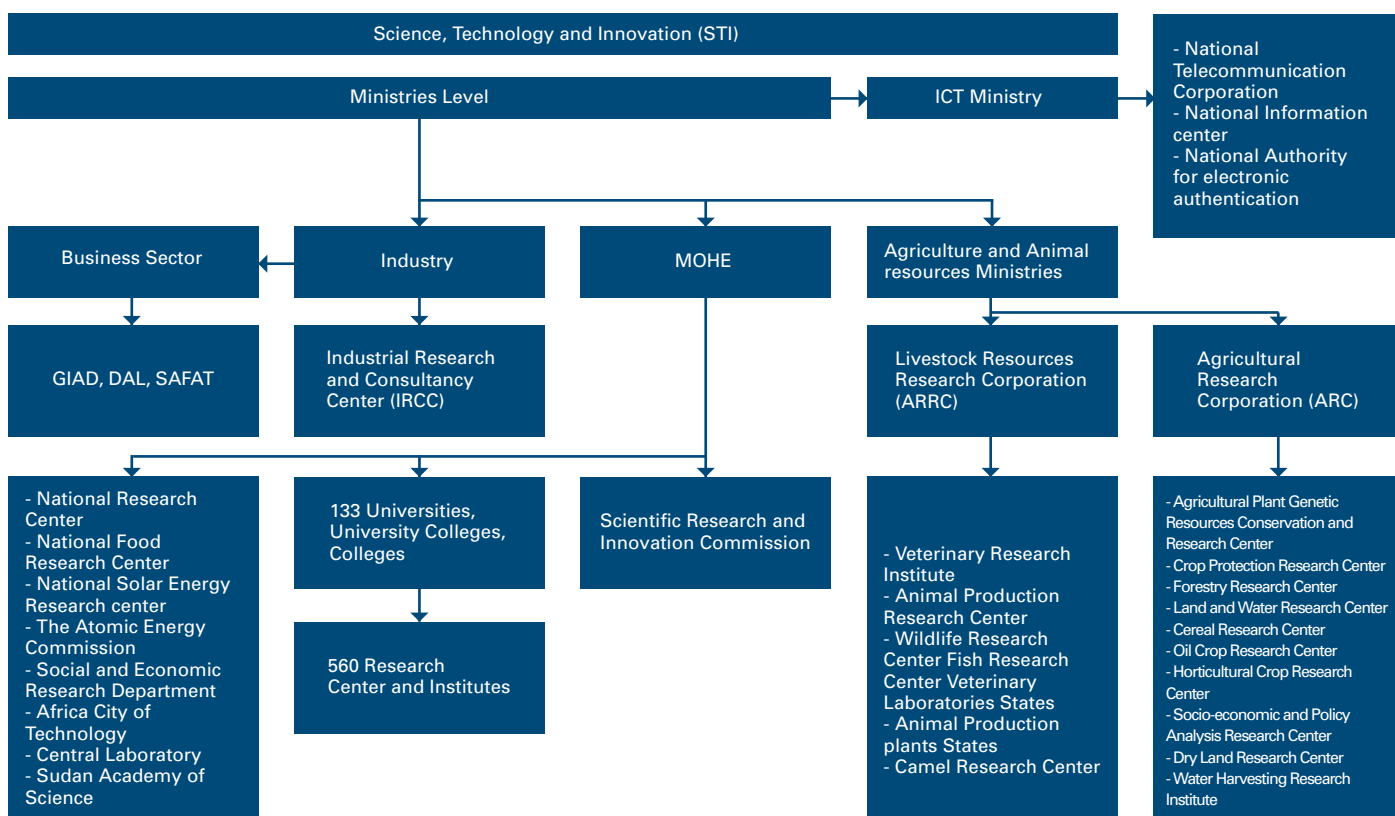 Science, Technology and Innovation (STI)
Ministries Level
ICT Ministry
- National
Telecommunication
Corporation
- National Information
center
- National Authority
for electronic
authentication
Business Sector
Industry
MOHE
Agriculture and Animal
resources Ministries
GIAD, DAL, SAFAT
Industrial Research
and Consultancy
Center (IRCC)
Livestock Resources
Research Corporation
(ARRC)
Agricultural
Research
Corporation (ARC)
- National Research
Center
- National Food
Research Center
- National Solar Energy
Research center
- The Atomic Energy
Commission
- Social and Economic
Research Department
- Africa City of
Technology
- Central Laboratory
- Sudan Academy of
Science
133 Universities,
University Colleges,
Colleges
560 Research
Center and Institutes
Scientific Research and
Innovation Commission
- Veterinary Research
Institute
- Animal Production
Research Center
- Wildlife Research
Center Fish Research
Center Veterinary
Laboratories States
- Animal Production
plants States
- Camel Research Center
- Agricultural Plant Genetic
Resources Conservation and
Research Center
- Crop Protection Research Center
- Forestry Research Center
- Land and Water Research Center
- Cereal Research Center
- Oil Crop Research Center
- Horticultural Crop Research
Center
- Socio-economic and Policy
Analysis Research Center
- Dry Land Research Center
- Water Harvesting Research
Institute